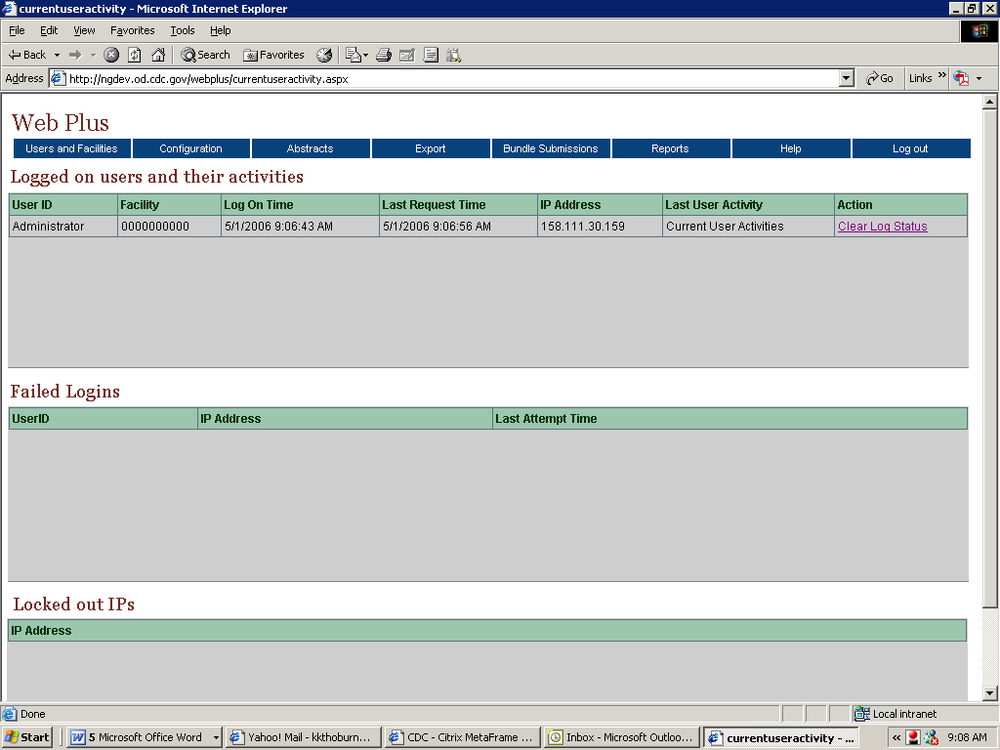 currentuseractivity - Microsoft Internet Explorer
File Edit View Favorites Tools Help
Back Search Favorites
Address http://ngdev.od.cdc.gov/webplus/currentuseractivity.aspx Go Links »
Web Plus
Users and Facilities Configuration Abstracts Export Bundle Submissions Reports Help Log out
Logged on users and their activities
User ID Facility Log On Time Last Request Time IP Address Last User Activity Action
Administrator 0000000000 5/1/2006 9:06:43 AM 5/1/2006 9:06:56 AM 158.111.30.159 Current User Activities Clear Log Status
Failed Logins
UserID IP Address Last Attempt Time
Locked out IPs
IP Address
Done Local intranet
Start 5 Microsoft Office Word Yahoo! Mail - kkthoburn... CDC - Citrix MetaFrame ... Inbox - Microsoft Outloo... currentuseractivity - ... « 9:08 AM